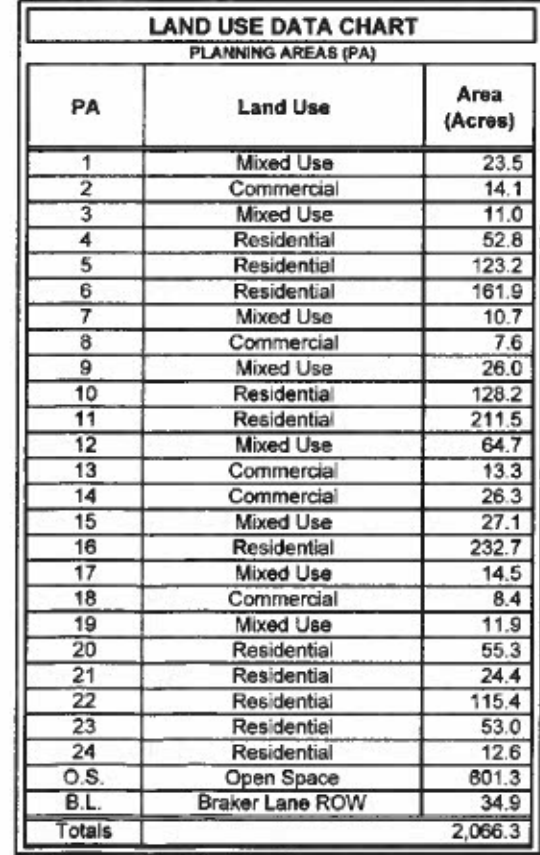 LAND USE DATA CHART
PLANNING AREAS (PA)
PA Land Use Area (Acres)
1 Mixed Use 23.5
2 Commercial 14.1
3 Mixed Use 11.0
4 Residential 52.8
5 Residential 123.2
6 Residential 161.9
7 Mixed Use 10.7
8 Commercial 7.6
9 Mixed Use 26.0
10 Residential 128.2
11 Residential 211.5
12 Mixed Use 64.7
13 Commercial 13.3
14 Commercial 26.3
15 Mixed Use 27.1
16 Residential 232.7
17 Mixed Use 14.5
18 Commercial 8.4
19 Mixed Use 11.9
20 Residential 55.3
21 Residential 24.4
22 Residential 115.4
23 Residential 53.0
24 Residential 12.6
O.S. Open Space 601.3
B.L. Braker Lane ROW 34.9
Totals 2,066.3